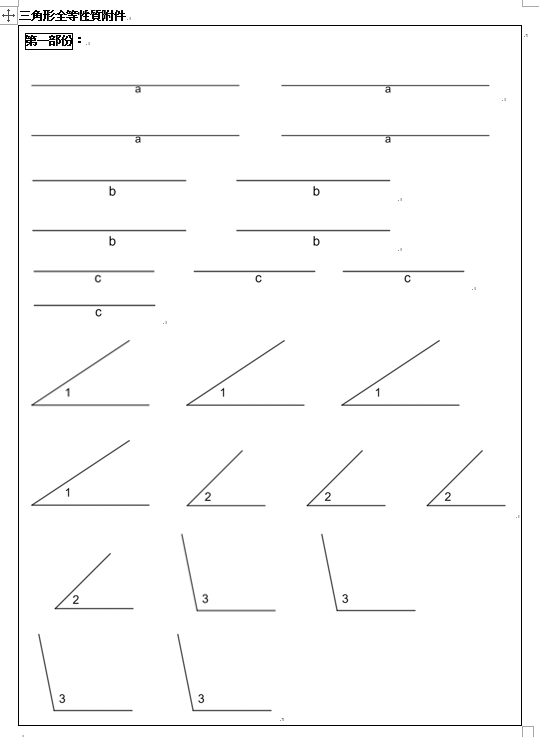 三角形全等性質附件
第一部份：
a a
a a
b b
b b
c c c
c
1 1 1
1 2 2 2
2 3 3
3 3